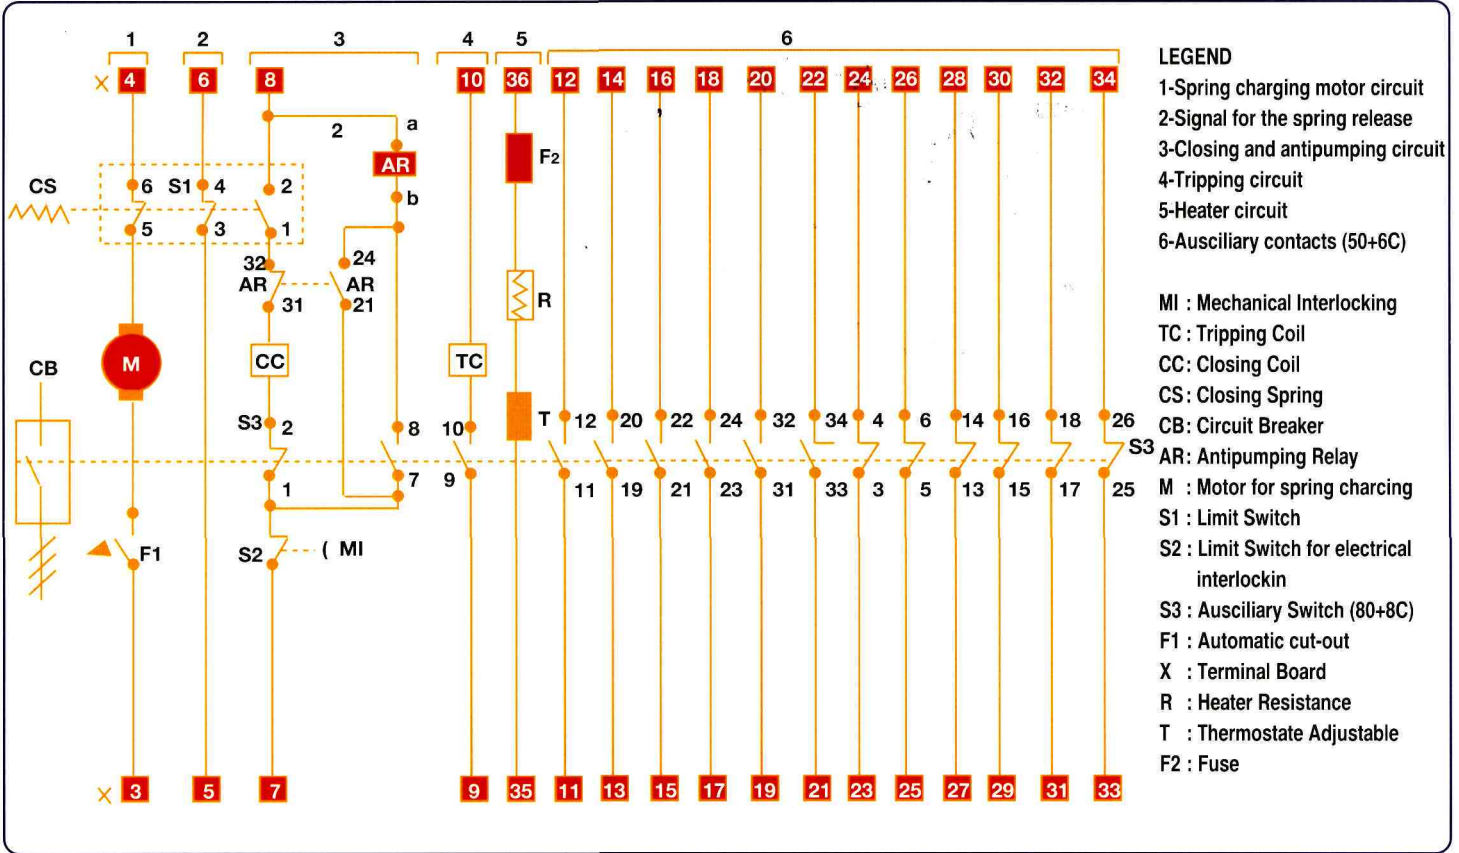 1 2 3 4 5 6
X 4 6 8 10 36 12 14 16 18 20 22 24 26 28 30 32 34
2 a
F2
AR
CS 6 S1 4 2 b
5 3 1
32 24
AR AR
31 21
R
CB M CC TC
S3 2 8 10 T 12 20 22 24 32 34 4 6 14 16 18 26
S3
1 7 9 11 19 21 23 31 33 3 5 13 15 17 25
F1 S2 ( MI
X 3 5 7 9 35 11 13 15 17 19 21 23 25 27 29 31 33
LEGEND
1-Spring charging motor circuit
2-Signal for the spring release
3-Closing and antipumping circuit
4-Tripping circuit
5-Heater circuit
6-Ausciliary contacts (50+6C)
MI : Mechanical Interlocking
TC : Tripping Coil
CC : Closing Coil
CS : Closing Spring
CB : Circuit Breaker
AR : Antipumping Relay
M : Motor for spring charcing
S1 : Limit Switch
S2 : Limit Switch for electrical
interlockin
S3 : Ausciliary Switch (80+8C)
F1 : Automatic cut-out
X : Terminal Board
R : Heater Resistance
T : Thermostate Adjustable
F2 : Fuse